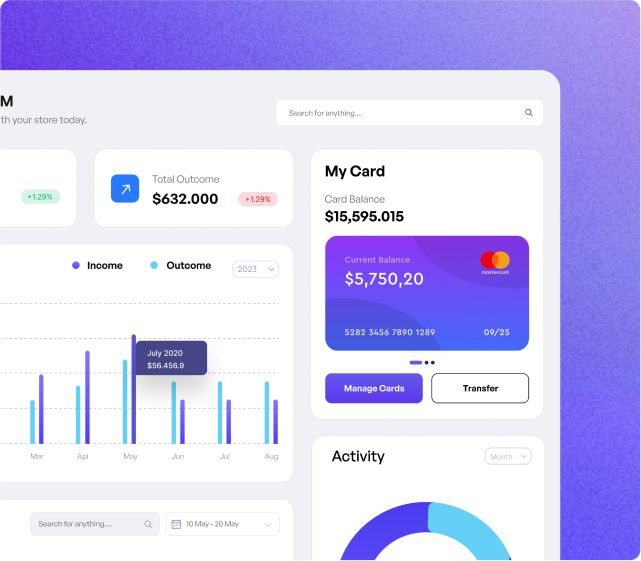 M
th your store today.
Search for anything....
+1.29%
Total Outcome
$632.000
+1.29%
My Card
Card Balance
$15,595.015
Current Balance
$5,750,20
mastercard
5282 3456 7890 1289
09/25
Manage Cards
Transfer
Income
Outcome
2023
July 2020
$56.456.9
Mar
Api
May
Jun
Jul
Aug
Activity
Month
Search for anything....
10 May - 20 May